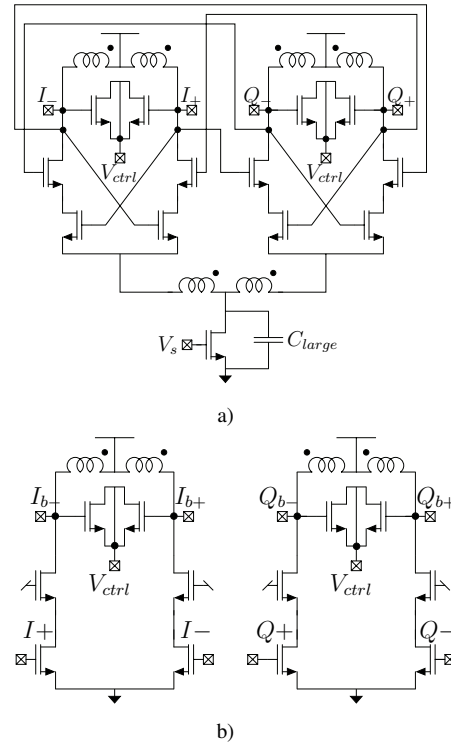 I− I+ Q− Q+
Vctrl Vctrl
Vs Clarge
a)
Ib− Ib+ Qb− Qb+
Vctrl Vctrl
I+ I− Q+ Q−
b)